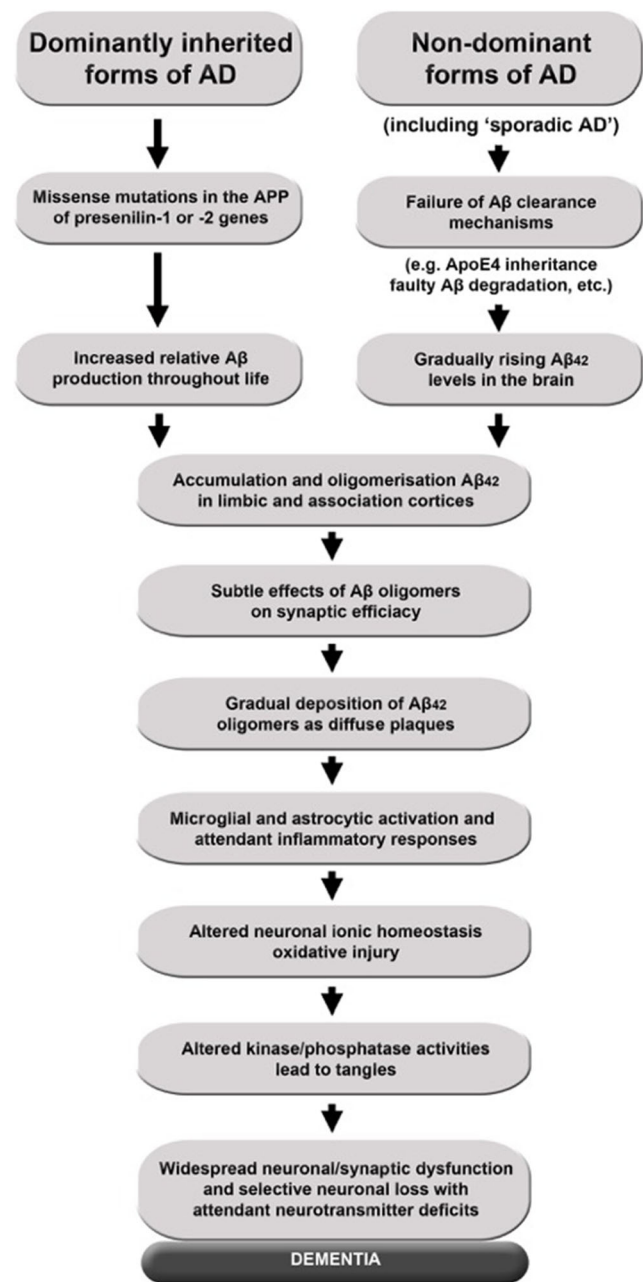 Dominantly inherited
forms of AD
Non-dominant
forms of AD
(including ‘sporadic AD’)
Missense mutations in the APP
of presenilin-1 or -2 genes
Failure of Aβ clearance
mechanisms
(e.g. ApoE4 inheritance
faulty Aβ degradation, etc.)
Increased relative Aβ
production throughout life
Gradually rising Aβ42
levels in the brain
Accumulation and oligomerisation Aβ42
in limbic and association cortices
Subtle effects of Aβ oligomers
on synaptic efficiacy
Gradual deposition of Aβ42
oligomers as diffuse plaques
Microglial and astrocytic activation and
attendant inflammatory responses
Altered neuronal ionic homeostasis
oxidative injury
Altered kinase/phosphatase activities
lead to tangles
Widespread neuronal/synaptic dysfunction
and selective neuronal loss with
attendant neurotransmitter deficits
DEMENTIA